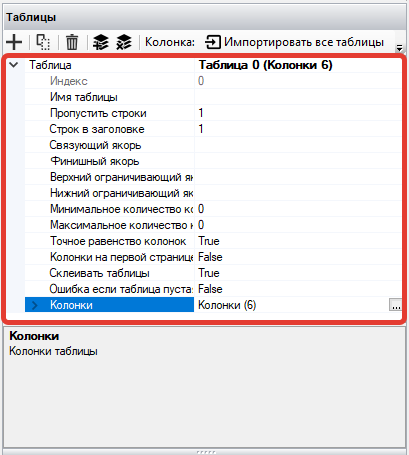 Таблицы
Колонка: Импортировать все таблицы
Таблица Таблица 0 (Колонки 6)
Индекс 0
Имя таблицы
Пропустить строки 1
Строк в заголовке 1
Связующий якорь
Финишный якорь
Верхний ограничивающий як
Нижний ограничивающий як
Минимальное количество кс 0
Максимальное количество к 0
Точное равенство колонок True
Колонки на первой странице False
Склеивать таблицы True
Ошибка если таблица пуста False
Колонки Колонки (6) ...
Колонки
Колонки таблицы